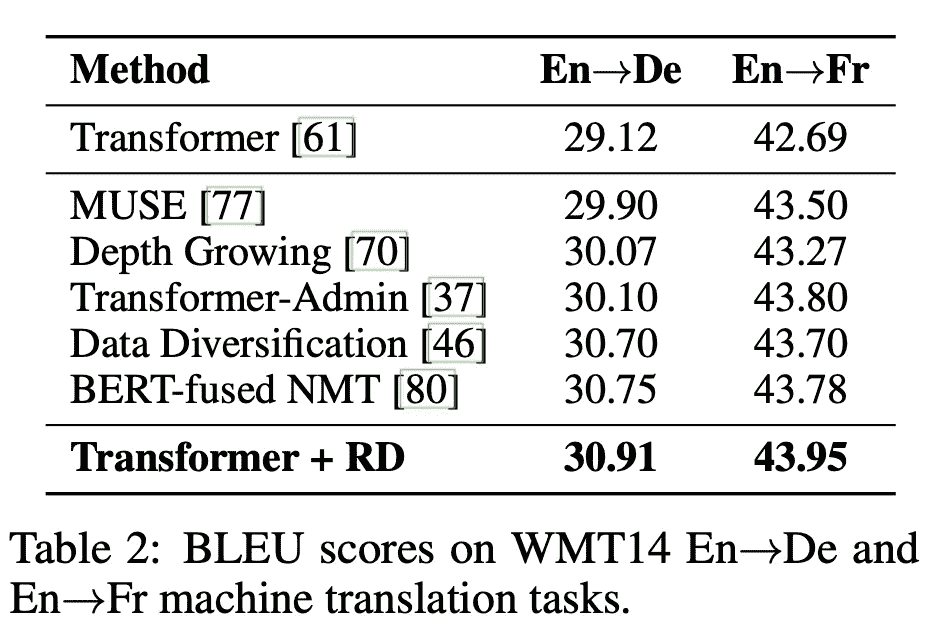 Method En→De En→Fr
Transformer [61] 29.12 42.69
MUSE [77] 29.90 43.50
Depth Growing [70] 30.07 43.27
Transformer-Admin [37] 30.10 43.80
Data Diversification [46] 30.70 43.70
BERT-fused NMT [80] 30.75 43.78
Transformer + RD 30.91 43.95
Table 2: BLEU scores on WMT14 En→De and
En→Fr machine translation tasks.